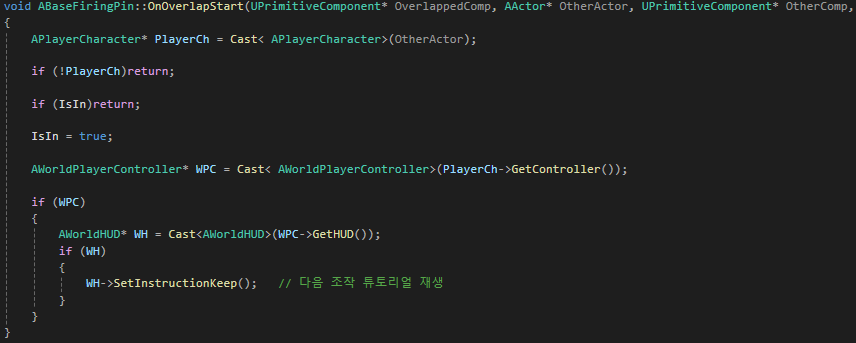 void ABaseFiringPin::OnOverlapStart(UPrimitiveComponent* OverlappedComp, AActor* OtherActor, UPrimitiveComponent* OtherComp,
{
APlayerCharacter* PlayerCh = Cast< APlayerCharacter>(OtherActor);
if (!PlayerCh)return;
if (IsIn)return;
IsIn = true;
AWorldPlayerController* WPC = Cast< AWorldPlayerController>(PlayerCh->GetController());
if (WPC)
{
AWorldHUD* WH = Cast<AWorldHUD>(WPC->GetHUD());
if (WH)
{
WH->SetInstructionKeep(); // 다음 조작 튜토리얼 재생
}
}
}